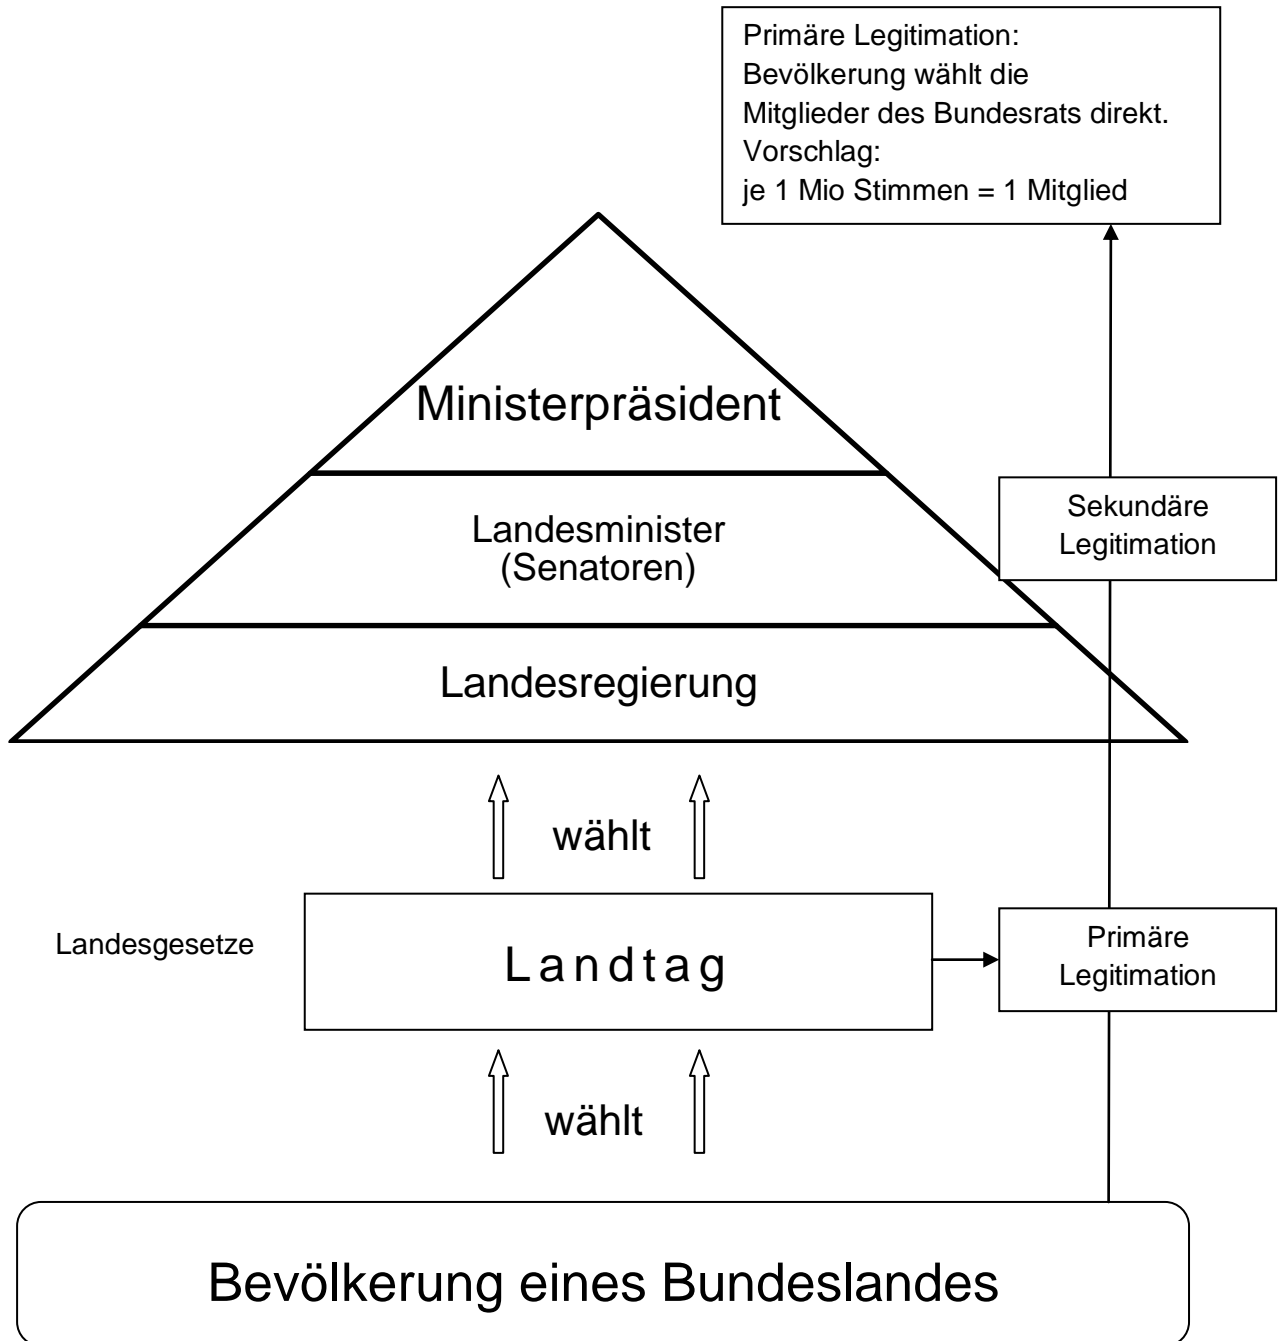 Primäre Legitimation:
Bevölkerung wählt die
Mitglieder des Bundesrats direkt.
Vorschlag:
je 1 Mio Stimmen = 1 Mitglied
Ministerpräsident
Landesminister
(Senatoren)
Sekundäre
Legitimation
Landesregierung
wählt
Landesgesetze
Landtag
Primäre
Legitimation
wählt
Bevölkerung eines Bundeslandes